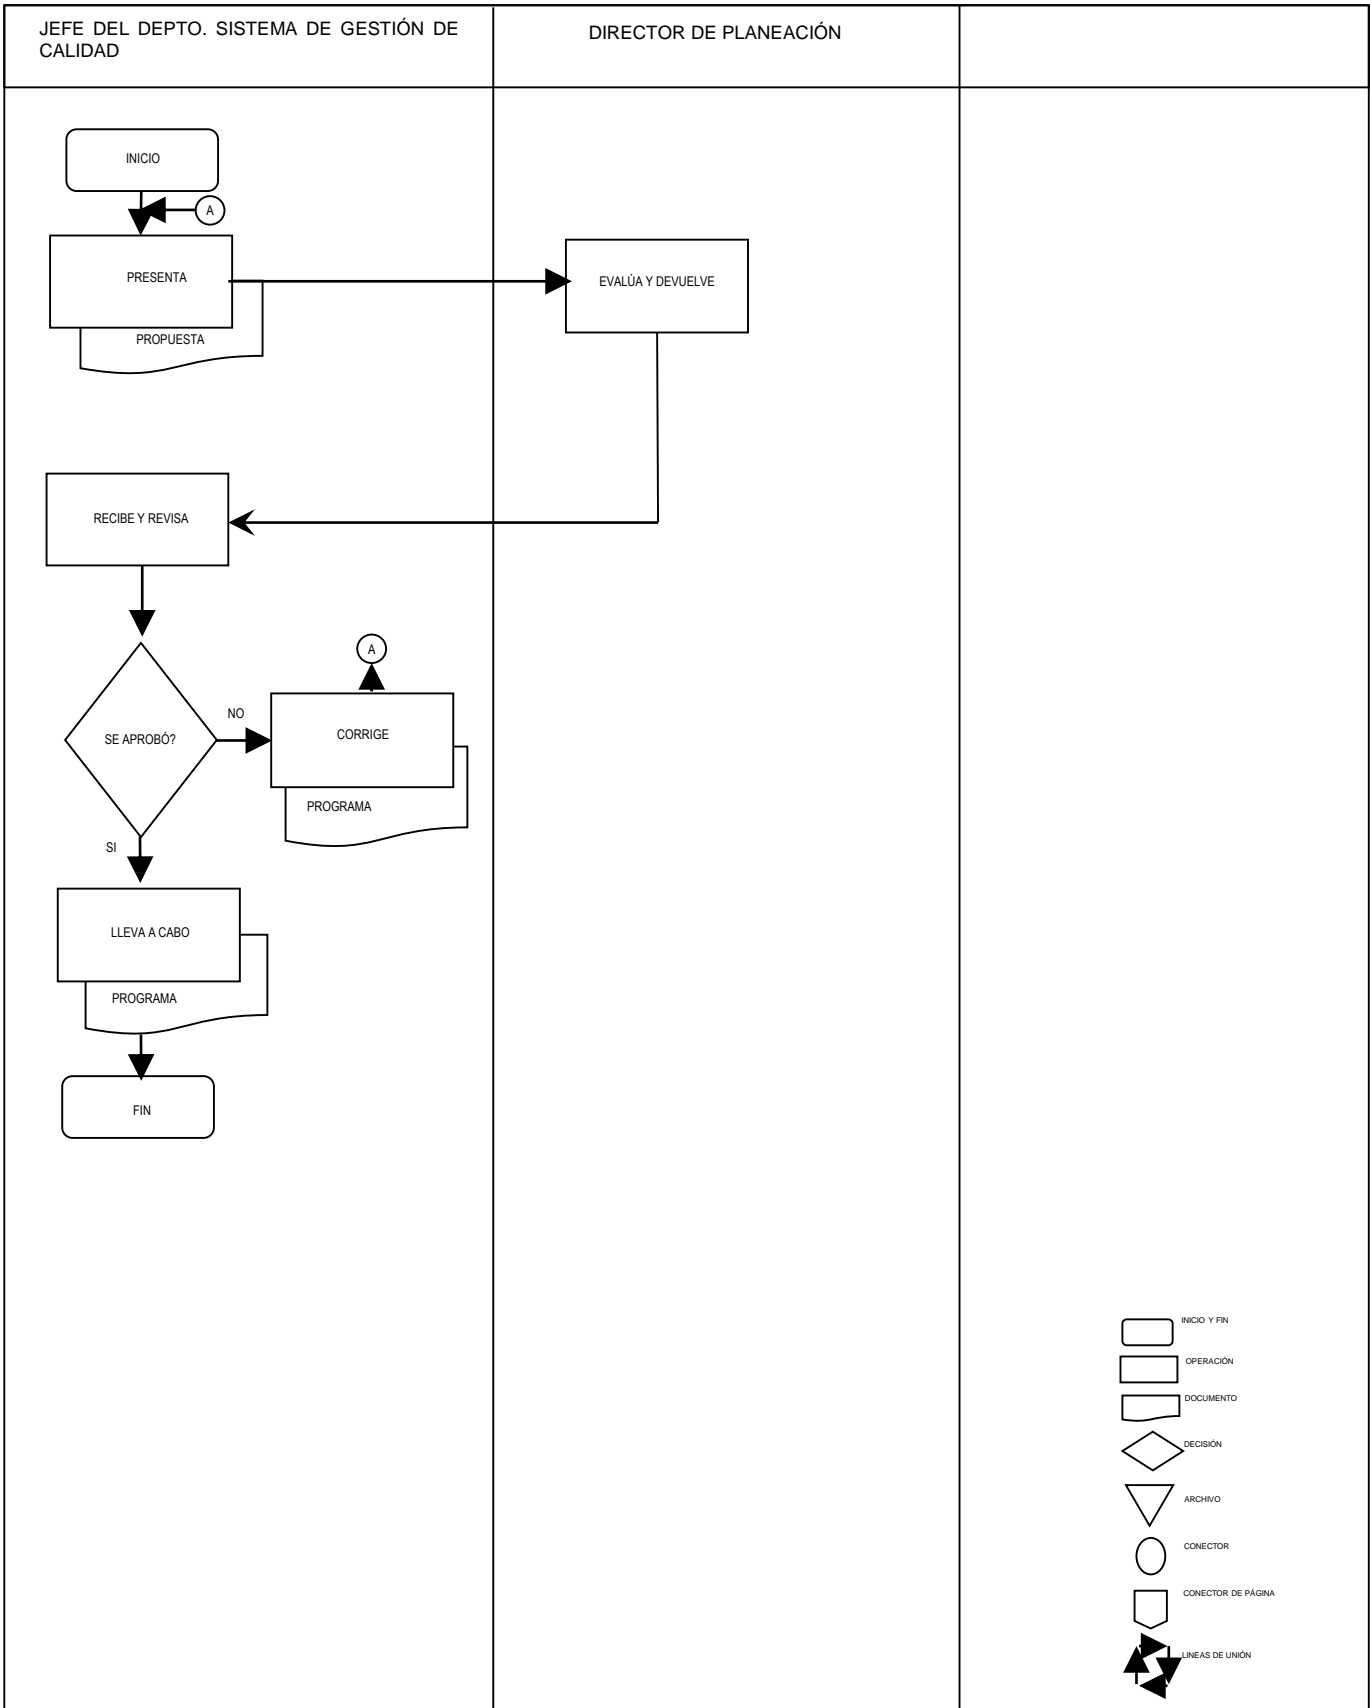 JEFE DEL DEPTO. SISTEMA DE GESTIÓN DE
CALIDAD
DIRECTOR DE PLANEACIÓN
INICIO
A
PRESENTA
PROPUESTA
EVALÚA Y DEVUELVE
RECIBE Y REVISA
A
SE APROBÓ?
NO
CORRIGE
PROGRAMA
SI
LLEVA A CABO
PROGRAMA
FIN
INICIO Y FIN
OPERACIÓN
DOCUMENTO
DECISIÓN
ARCHIVO
CONECTOR
CONECTOR DE PÁGINA
LINEAS DE UNIÓN